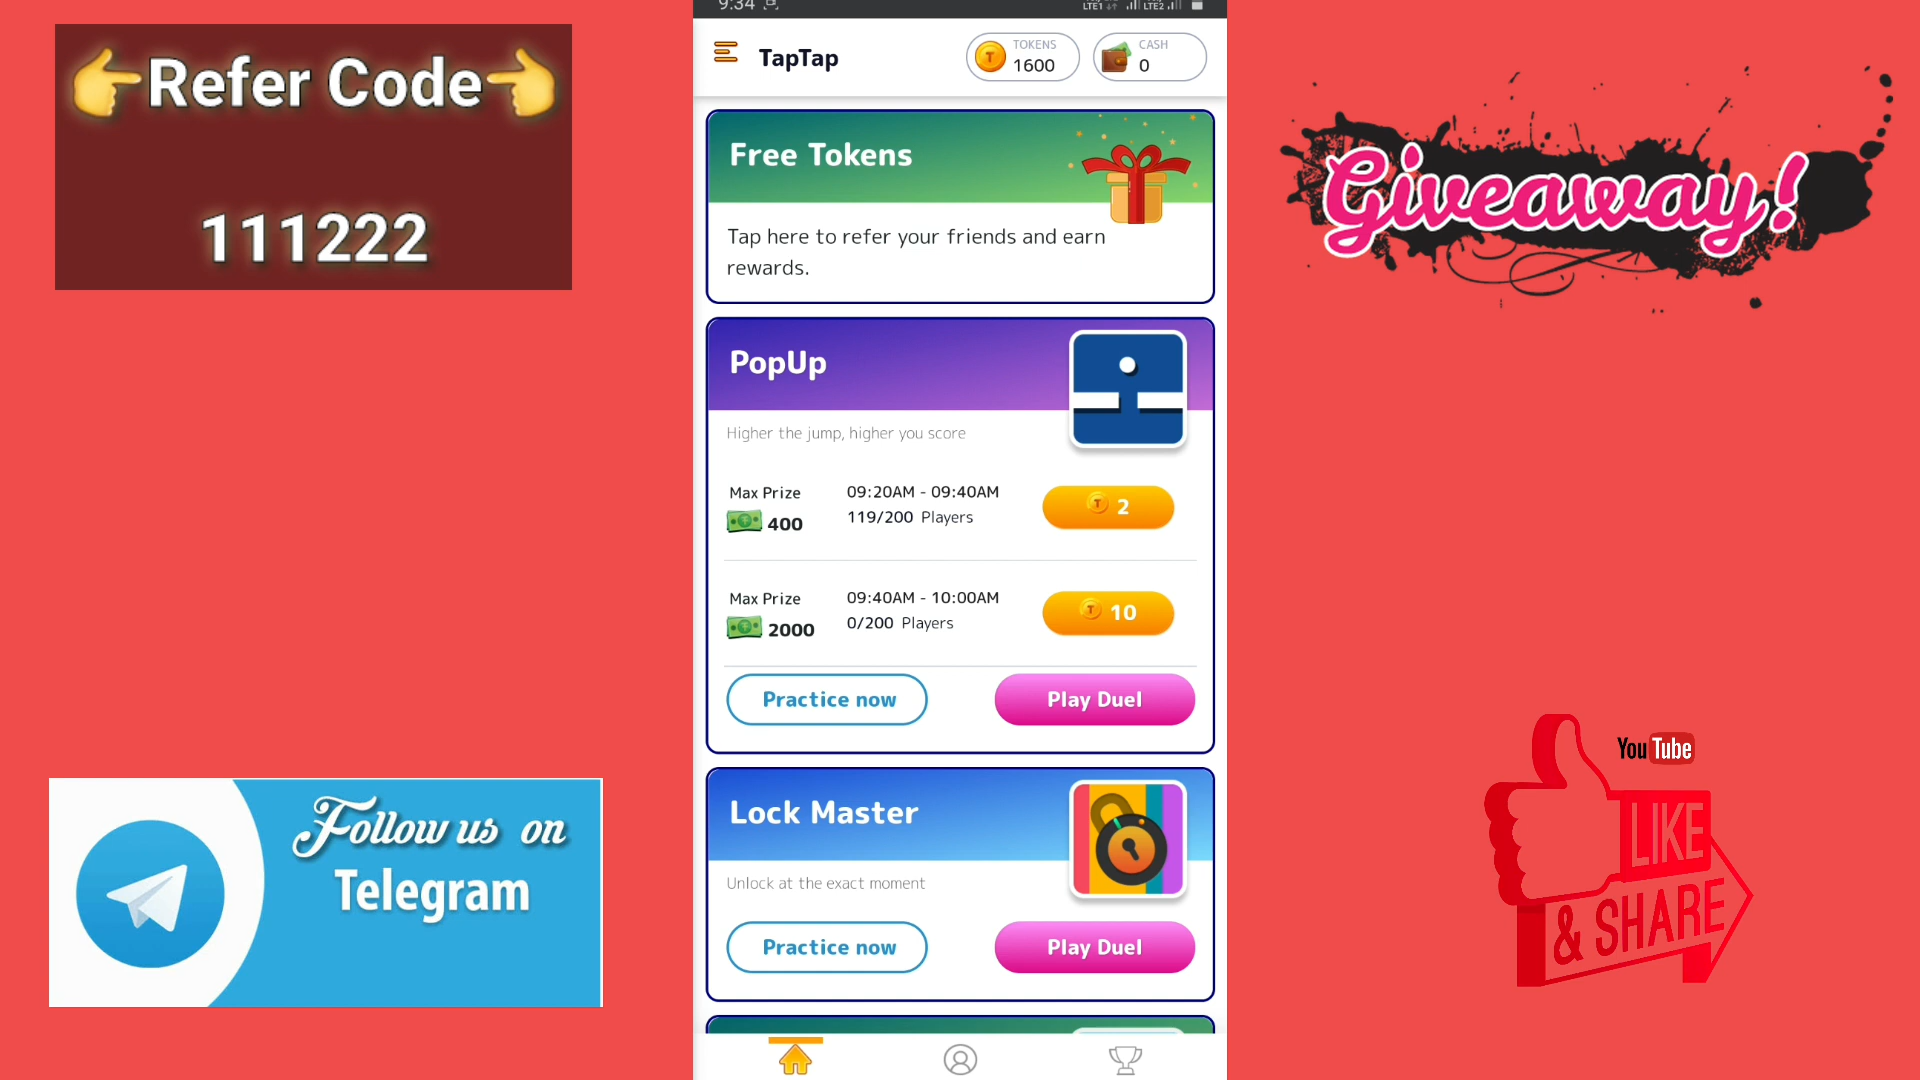 Refer Code
111222
Follow us on
Telegram
9:34
LTE1 LTE2
TapTap
TOKENS
1600
CASH
0
Free Tokens
Tap here to refer your friends and earn
rewards.
PopUp
Higher the jump, higher you score
Max Prize
400
09:20AM - 09:40AM
119/200 Players
2
Max Prize
2000
09:40AM - 10:00AM
0/200 Players
10
Practice now
Play Duel
Lock Master
Unlock at the exact moment
Practice now
Play Duel
Giveaway!
YouTube
LIKE
& SHARE